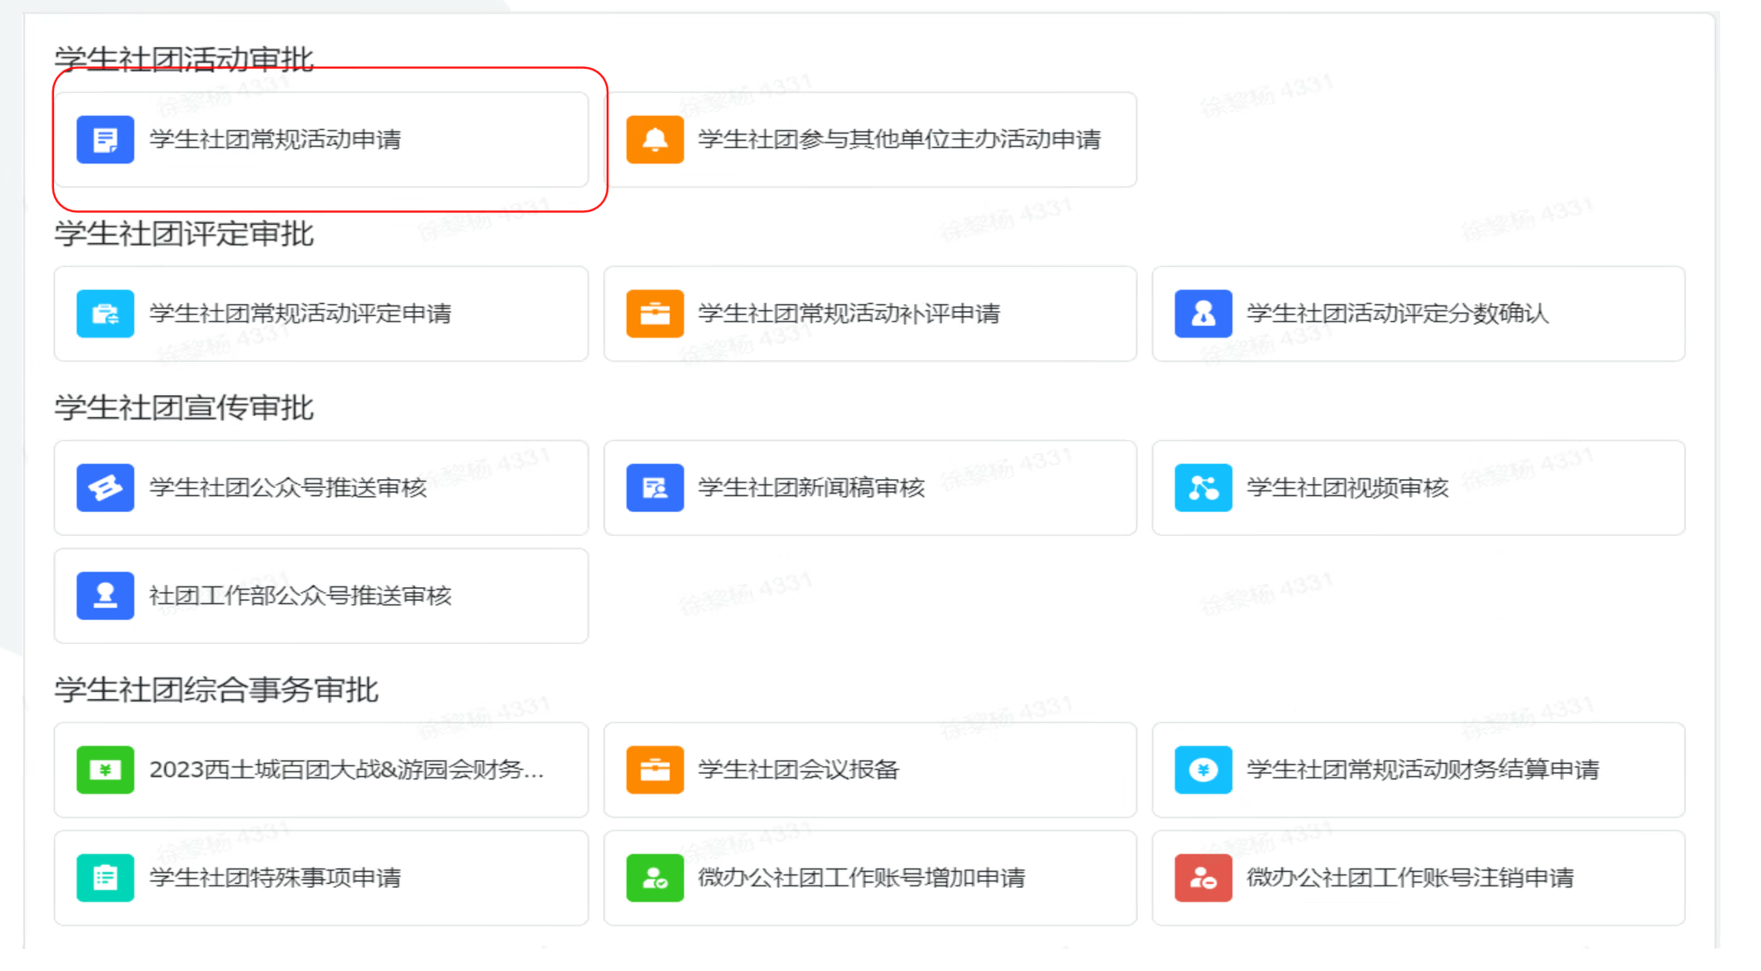 学生社团活动审批
学生社团常规活动申请
学生社团参与其他单位主办活动申请
学生社团评定审批
学生社团常规活动评定申请
学生社团常规活动补评申请
学生社团活动评定分数确认
学生社团宣传审批
学生社团公众号推送审核
学生社团新闻稿审核
学生社团视频审核
社团工作部公众号推送审核
学生社团综合事务审批
2023西土城百团大战&游园会财务...
学生社团会议报备
学生社团常规活动财务结算申请
学生社团特殊事项申请
微办公社团工作账号增加申请
微办公社团工作账号注销申请
徐黎杨 4331